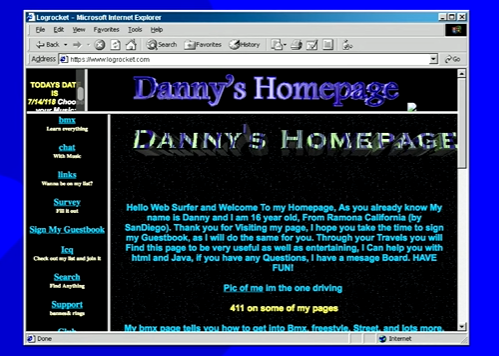 Logrocket - Microsoft Internet Explorer
File Edit View Favorites Tools Help
Back Search Favorites History
Address https://www.logrocket.com Go
TODAYS DAT
IS
7/14/118 Choo
your Music:
Danny's Homepage
DANNY'S HOMEPAGE
bmx
Learn everything
chat
With Music
links
Wanna be on my list?
Survey
Fill it out
Sign My Guestbook
Icq
Check out my list and join it
Search
Find Anything
Support
banners& rings
Club
Hello Web Surfer and Welcome To my Homepage, As you already know My
name is Danny and I am 16 year old, From Ramona California (by
SanDiego). Thank you for Visiting my page, I hope you take the time to sign
my Guestbook, as I will do the same for you. Through your Travels you will
Find this page to be very useful as well as entertaining, I Can help you with
html and Java, if you have any Questions, I have a message Board. HAVE
FUN!
Pic of me im the one driving
411 on some of my pages
My bmx page tells you how to get into Bmx, freestyle, Street, and lots more.
Done Internet